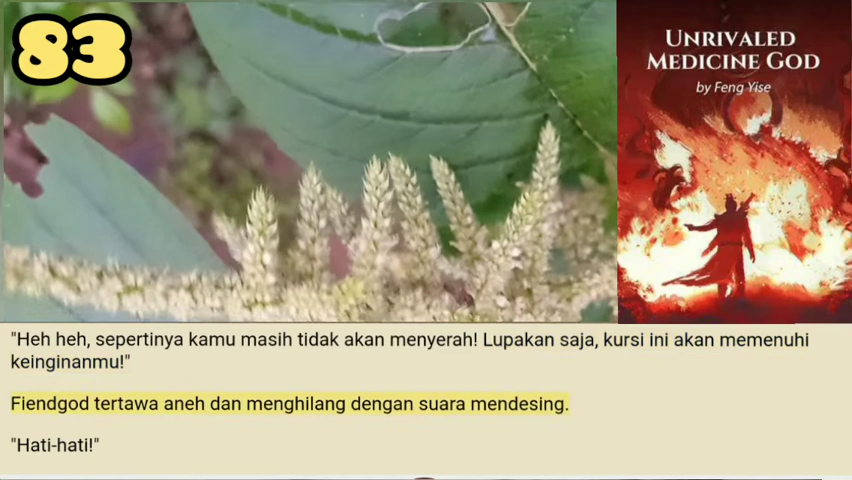 83
UNRIVALED
MEDICINE GOD
by Feng Yise
"Heh heh, sepertinya kamu masih tidak akan menyerah! Lupakan saja, kursi ini akan memenuhi
keinginanmu!"
Fiendgod tertawa aneh dan menghilang dengan suara mendesing.
"Hati-hati!"